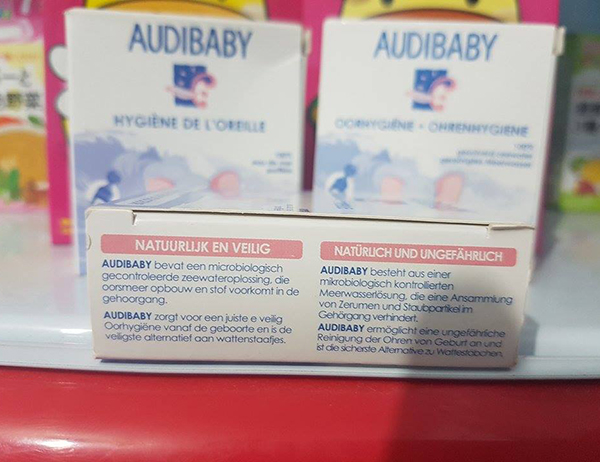 AUDIBABY
HYGIÈNE DE L'OREILLE
AUDIBABY
OORHYGIËNE • OHRENHYGIENE
NATUURLIJK EN VEILIG
AUDIBABY bevat een microbiologisch
gecontroleerde zeewateroplossing, die
oorsmeer opbouw en stof voorkomt in de
gehoorgang.
AUDIBABY zorgt voor een juiste e veilig
Oorhygiëne vanaf de geboorte en is de
veiligste alternatief aan wattenstaafjes.
NATÜRLICH UND UNGEFÄHRLICH
AUDIBABY besteht aus einer
mikrobiologisch kontrollierten
Meerwasserlösung, die eine Ansammlung
von Zerumen und Staubpartikel im
Gehörgang verhindert.
AUDIBABY ermöglicht eine ungefährliche
Reinigung der Ohren von Geburt an und
ist die sicherste Alternative zu Wattestäbchen.